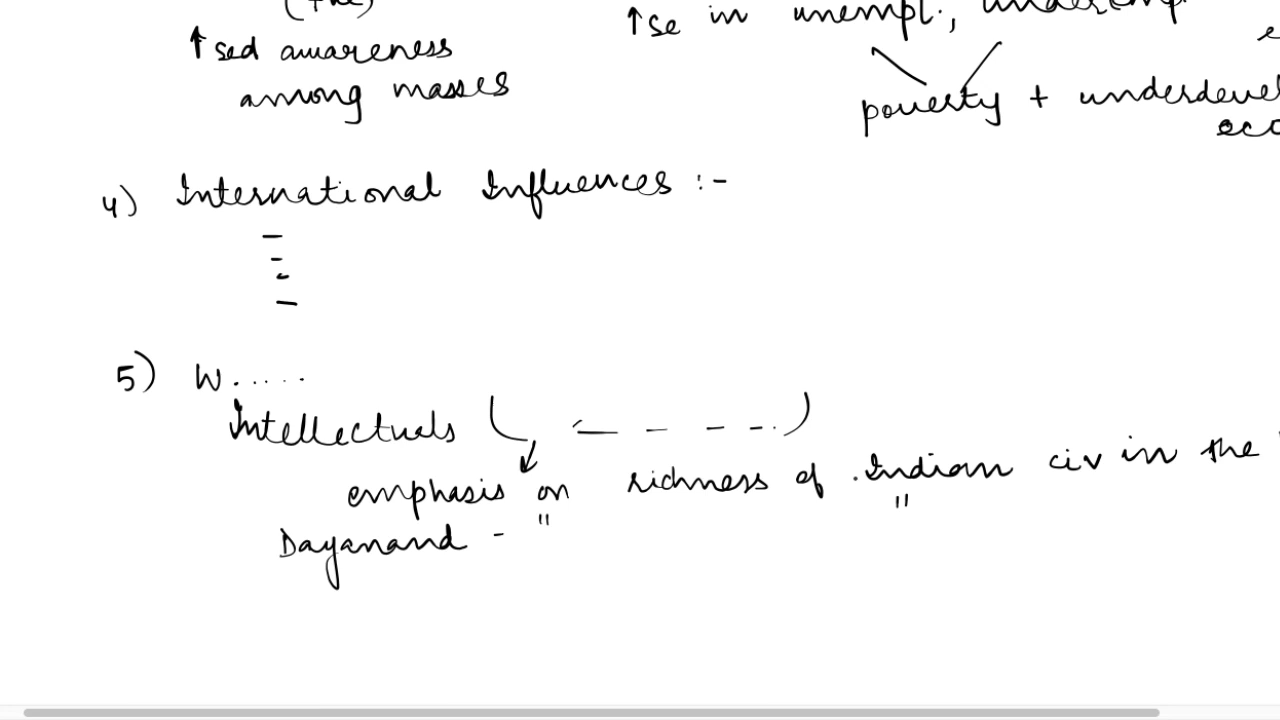 ↑sed awareness
among masses
↑se in unempl.,
poverty + underdevel
4) International Influences :-
5) W.....
Intellectuals ( - - - - .)
emphasis on richness of Indian civ in the
Dayanand - " "